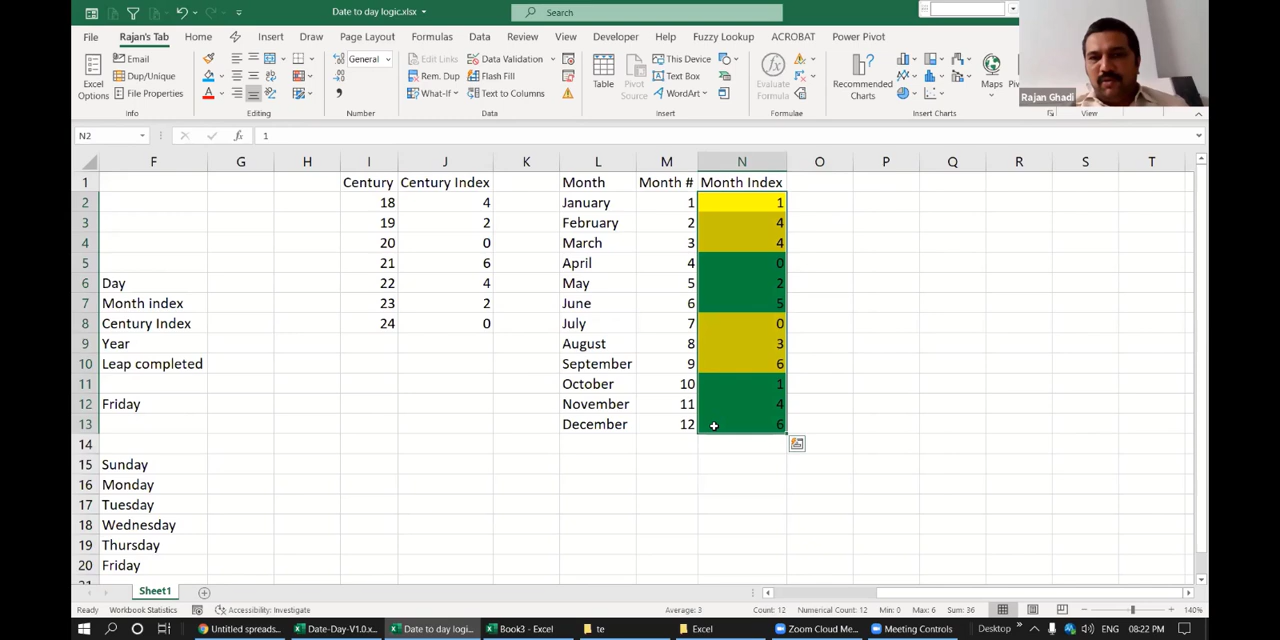 Date to day logic.xlsx
Search
File Rajan's Tab Home Insert Draw Page Layout Formulas Data Review View Developer Help Fuzzy Lookup ACROBAT Power Pivot
Excel Options
Email
Dup/Unique
File Properties
Info
Editing
General
Number
Edit Links
Rem. Dup
What-If
Data Validation
Flash Fill
Text to Columns
Data
Table
Pivot Source
This Device
Text Box
WordArt
Insert
Evaluate Formula
Formulae
Recommended Charts
Insert Charts
Maps
View
Rajan Ghadi
N2
1
F G H I J K L M N O P Q R S T
1 Century Century Index Month Month # Month Index
2 18 4 January 1 1
3 19 2 February 2 4
4 20 0 March 3 4
5 21 6 April 4 0
6 Day 22 4 May 5 2
7 Month index 23 2 June 6 5
8 Century Index 24 0 July 7 0
9 Year August 8 3
10 Leap completed September 9 6
11 October 10 1
12 Friday November 11 4
13 December 12 6
14
15 Sunday
16 Monday
17 Tuesday
18 Wednesday
19 Thursday
20 Friday
Sheet1
Ready Workbook Statistics Accessibility: Investigate Average: 3 Count: 12 Numerical Count: 12 Min: 0 Max: 6 Sum: 36 140%
Untitled spreads... Date-Day-V1.0.x... Date to day logi... Book3 - Excel te Excel Zoom Cloud Me... Meeting Controls Desktop 08:22 PM